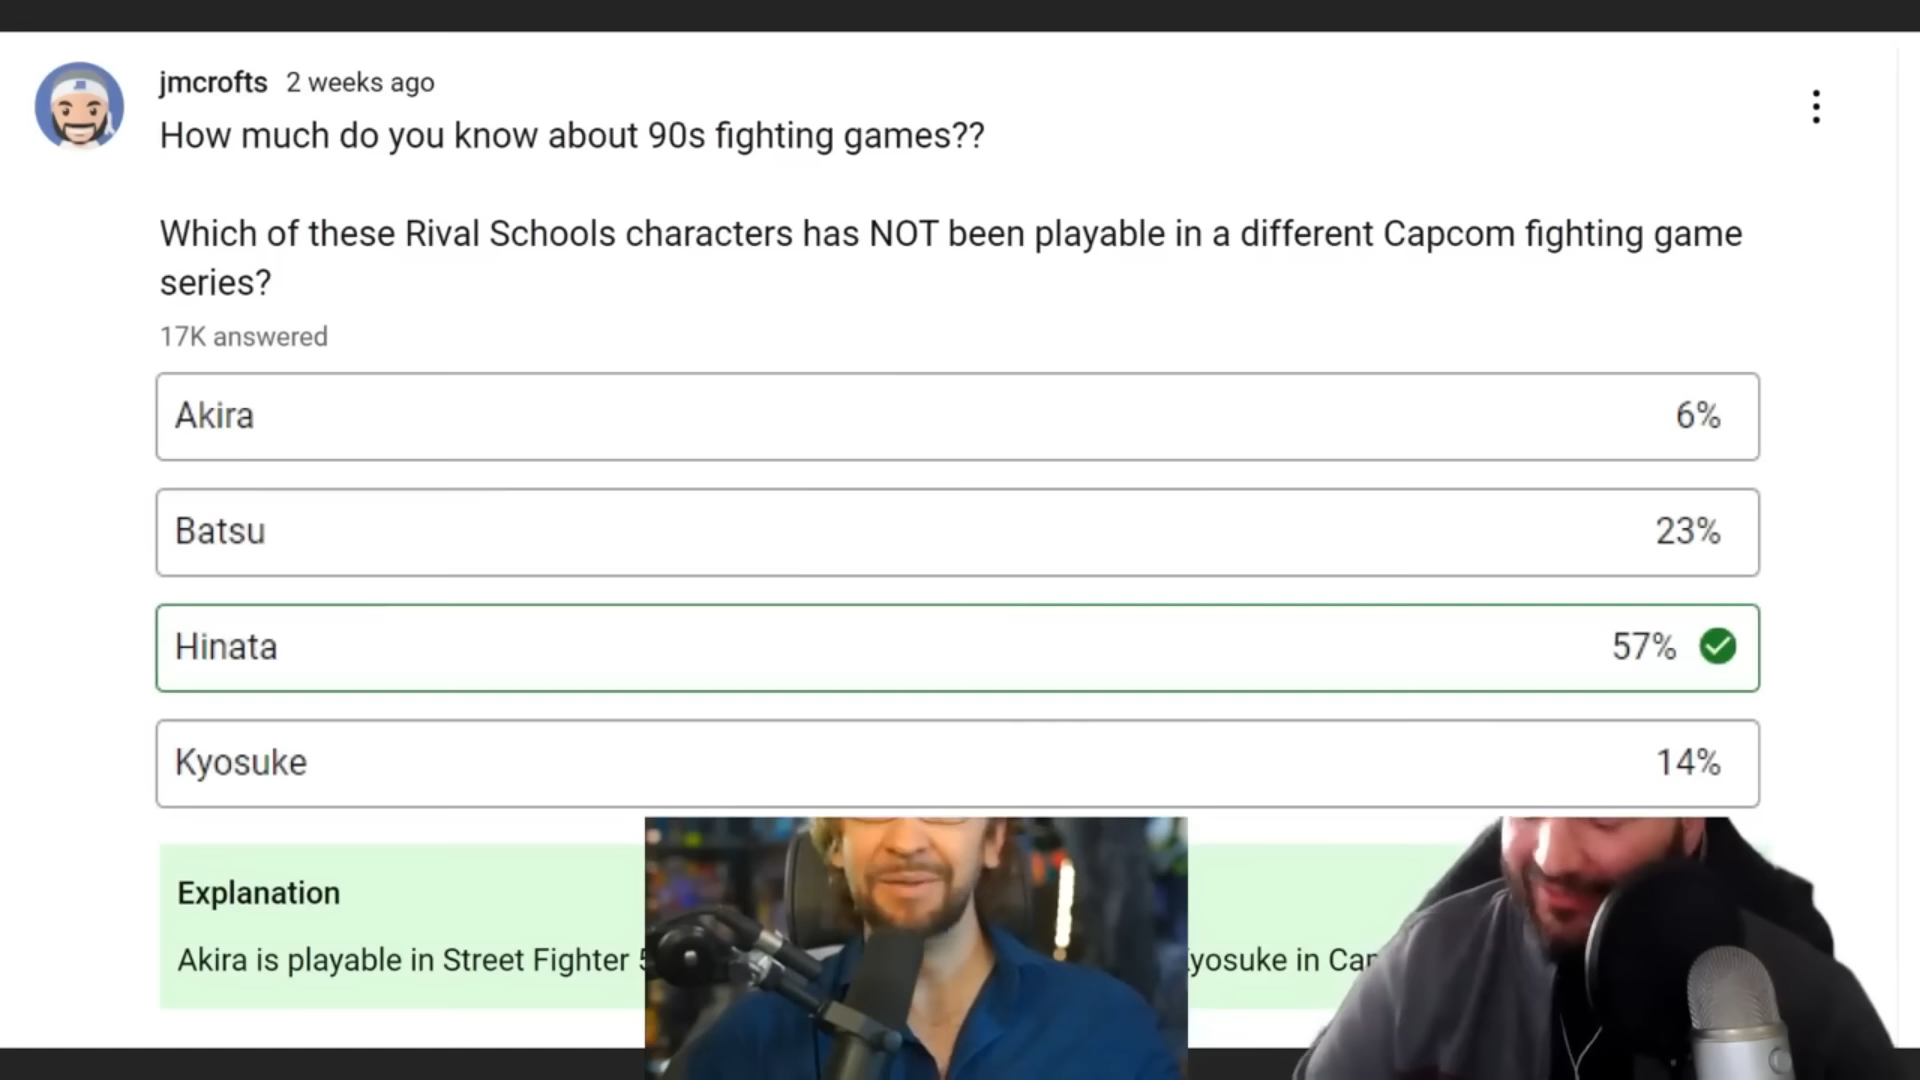 jmcrofts 2 weeks ago
How much do you know about 90s fighting games??
Which of these Rival Schools characters has NOT been playable in a different Capcom fighting game
series?
17K answered
Akira 6%
Batsu 23%
Hinata 57%
Kyosuke 14%
Explanation
Akira is playable in Street Fighter in